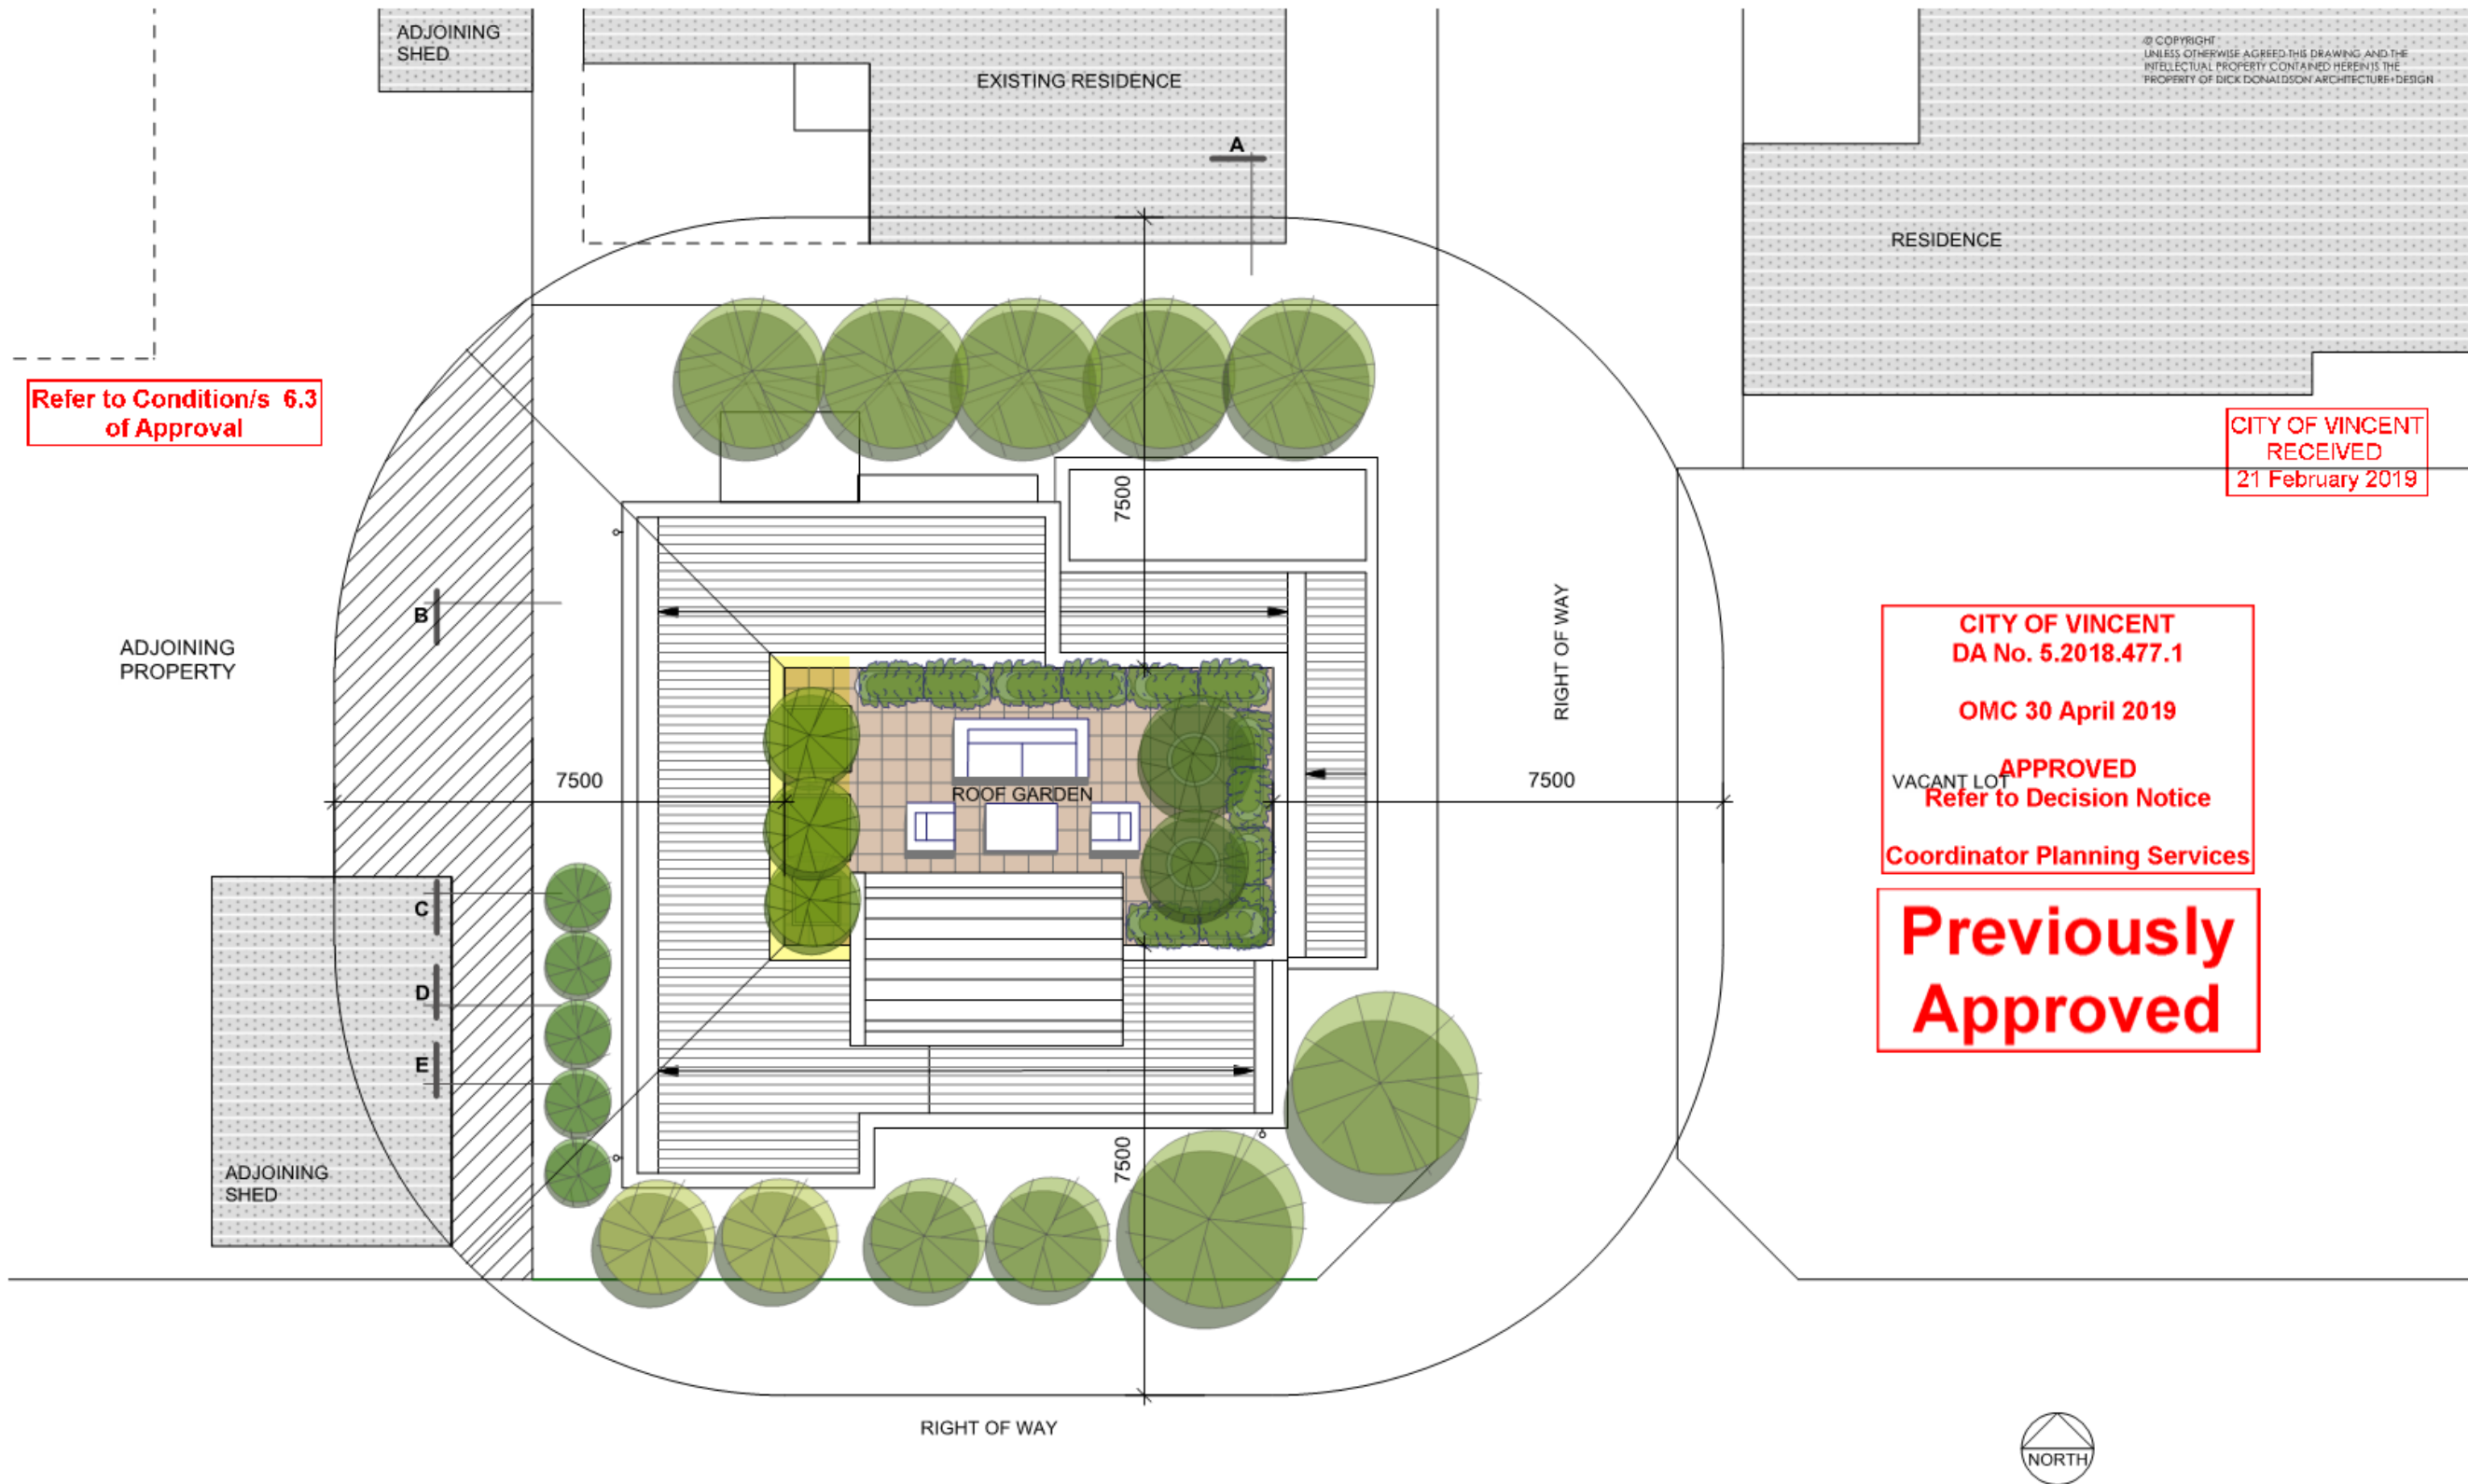 ADJOINING
SHED
EXISTING RESIDENCE
© COPYRIGHT
UNLESS OTHERWISE AGREED THIS DRAWING AND THE
INTELLECTUAL PROPERTY CONTAINED HEREIN IS THE
PROPERTY OF DICK DONALDSON ARCHITECTURE+DESIGN
A
RESIDENCE
Refer to Condition/s 6.3
of Approval
CITY OF VINCENT
RECEIVED
21 February 2019
7500
B
ADJOINING
PROPERTY
RIGHT OF WAY
CITY OF VINCENT
DA No. 5.2018.477.1
OMC 30 April 2019
APPROVED
VACANT LOT
Refer to Decision Notice
Coordinator Planning Services
7500
ROOF GARDEN
7500
Previously
Approved
C
D
E
ADJOINING
SHED
7500
RIGHT OF WAY
NORTH